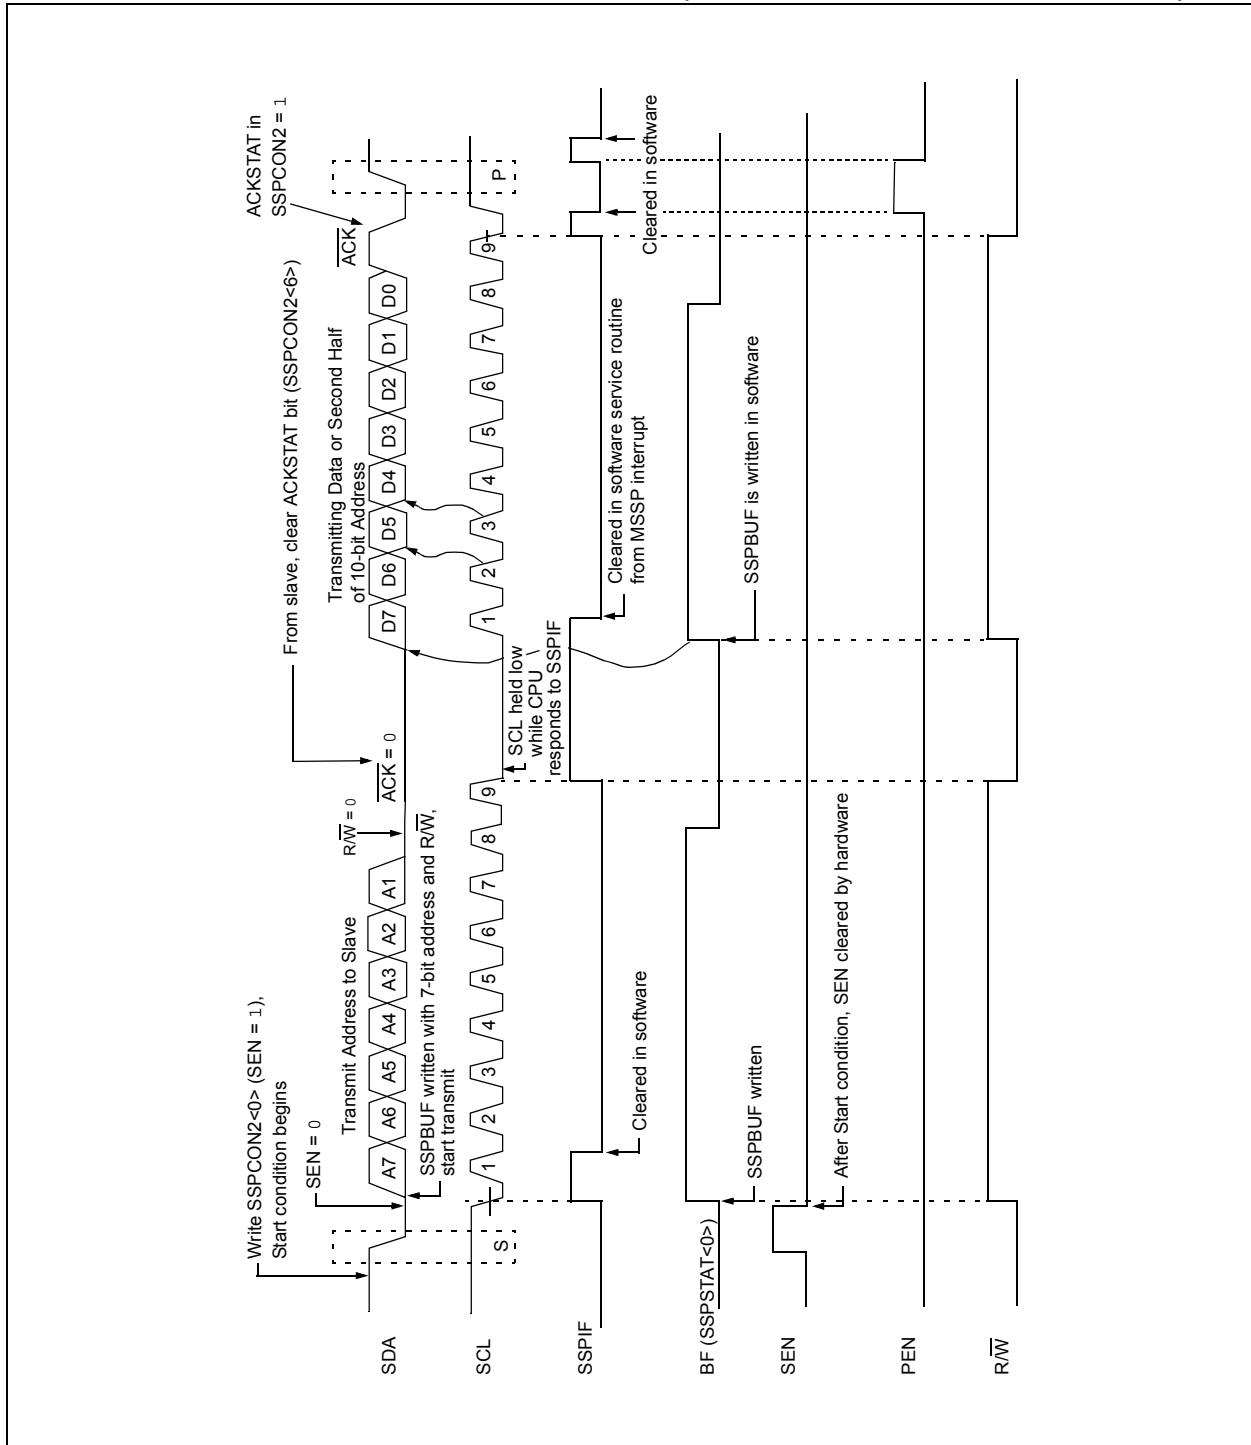 Write SSPCON2<0> (SEN = 1),
Start condition begins
SEN = 0
Transmit Address to Slave
R/W = 0
From slave, clear ACKSTAT bit (SSPCON2<6>)
ACK = 0
Transmitting Data or Second Half
of 10-bit Address
ACK
ACKSTAT in
SSPCON2 = 1
SDA
A7 A6 A5 A4 A3 A2 A1
D7 D6 D5 D4 D3 D2 D1 D0
SSPBUF written with 7-bit address and R/W,
start transmit
SCL
S
1 2 3 4 5 6 7 8 9
1 2 3 4 5 6 7 8 9
P
SCL held low
while CPU
responds to SSPIF
SSPIF
Cleared in software
Cleared in software service routine
from MSSP interrupt
Cleared in software
BF (SSPSTAT<0>)
SSPBUF written
SSPBUF is written in software
SEN
After Start condition, SEN cleared by hardware
PEN
R/W